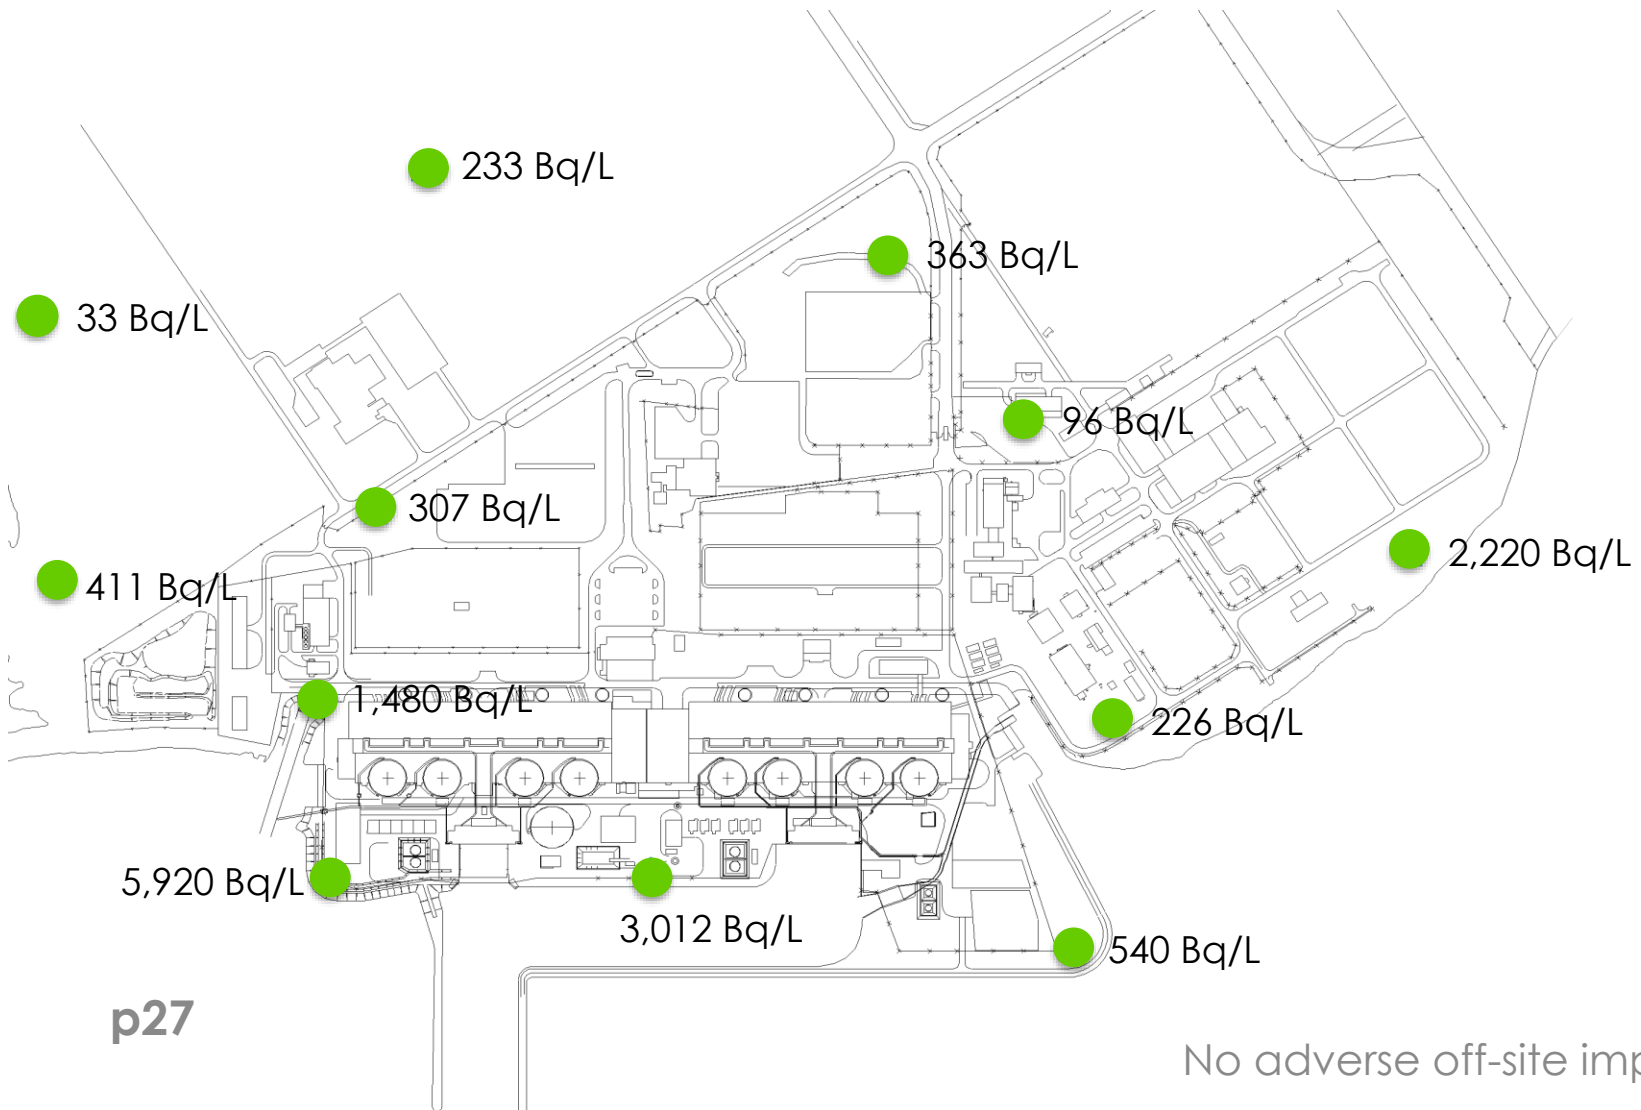 233 Bq/L
363 Bq/L
33 Bq/L
96 Bq/L
307 Bq/L
2,220 Bq/L
411 Bq/L
1,480 Bq/L
226 Bq/L
5,920 Bq/L
3,012 Bq/L
540 Bq/L
p27
No adverse off-site imp